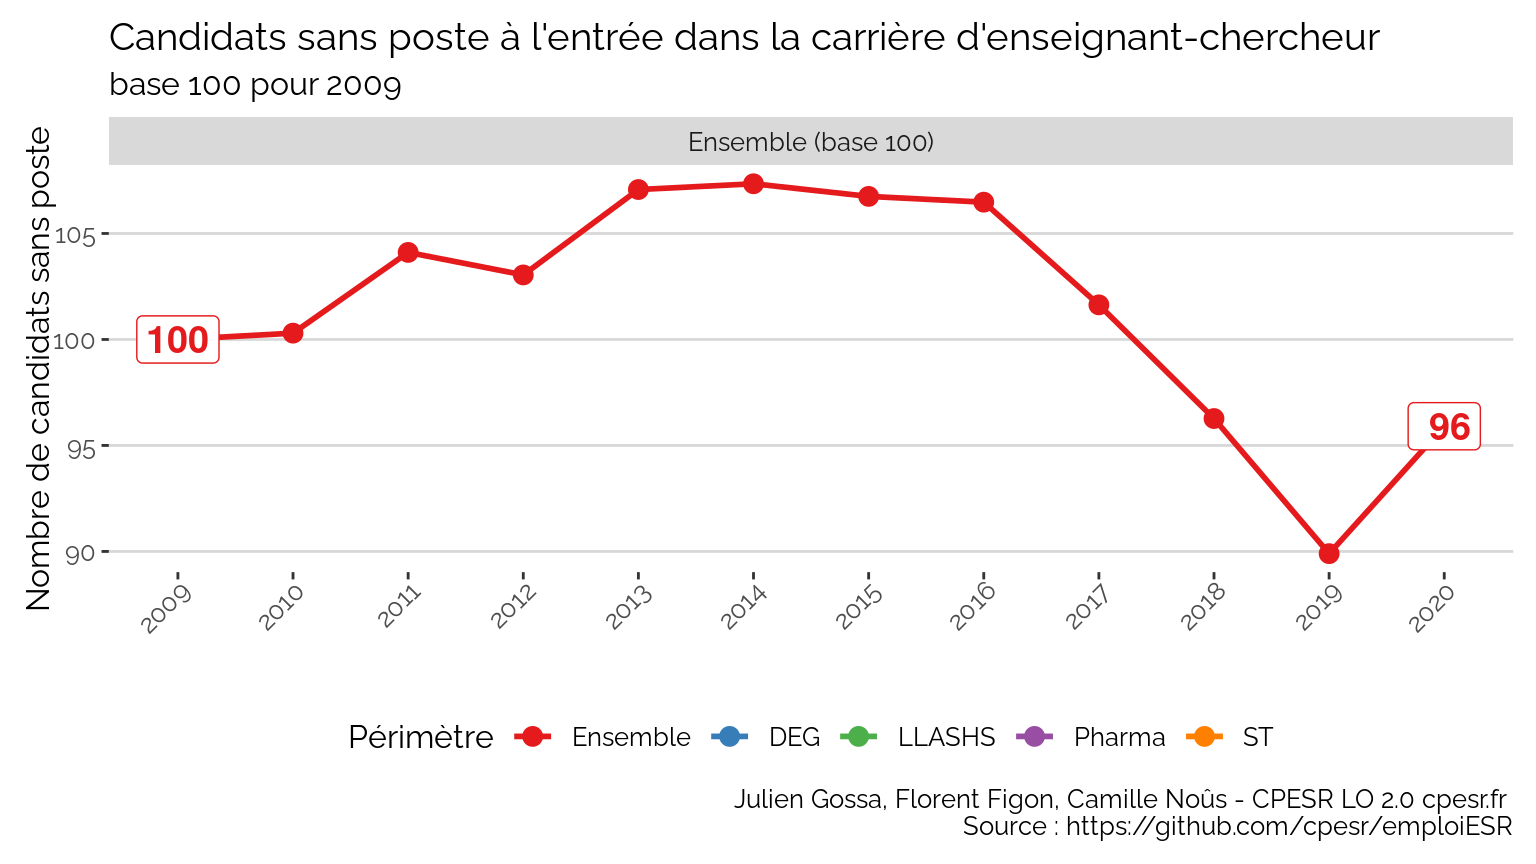 Candidats sans poste à l'entrée dans la carrière d'enseignant-chercheur
base 100 pour 2009
Ensemble (base 100)
Nombre de candidats sans poste
105
100
95
90
100
96
2009
2010
2011
2012
2013
2014
2015
2016
2017
2018
2019
2020
Périmètre Ensemble DEG LLASHS Pharma ST
Julien Gossa, Florent Figon, Camille Noûs - CPESR LO 2.0 cpesr.fr
Source : https://github.com/cpesr/emploiESR